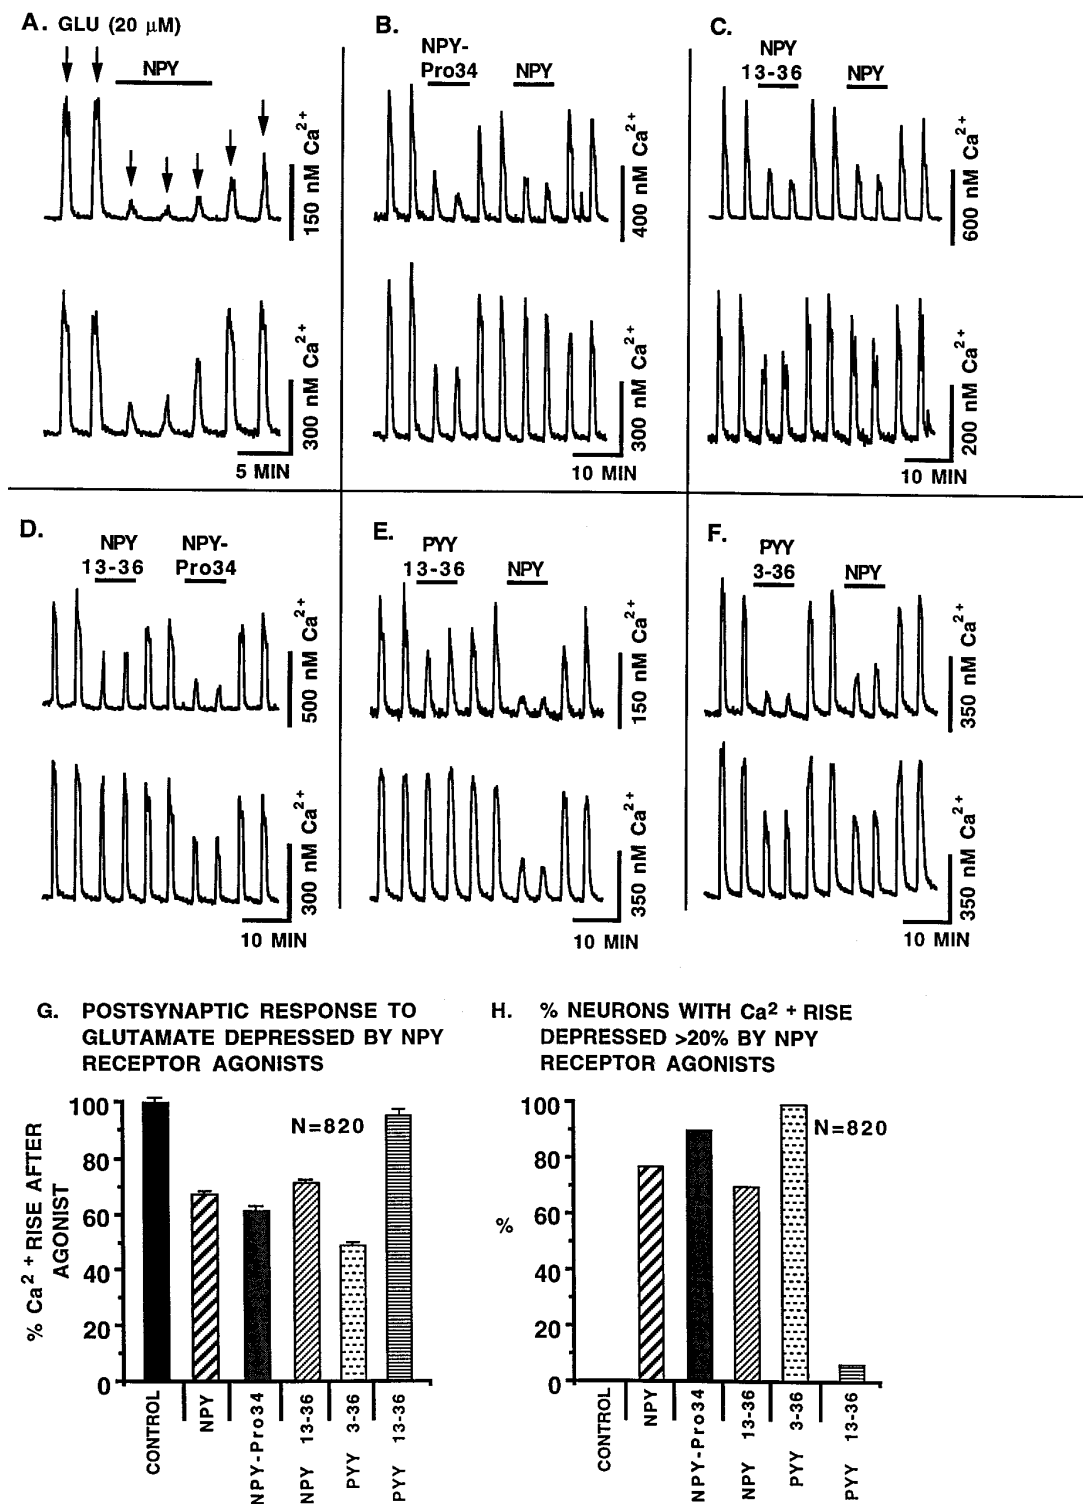 A. GLU (20 µM)
NPY
150 nM Ca2+
300 nM Ca2+
5 MIN
B.
NPY-
Pro34
NPY
400 nM Ca2+
300 nM Ca2+
10 MIN
C.
NPY
13-36
NPY
600 nM Ca2+
200 nM Ca2+
10 MIN
D.
NPY
13-36
NPY-
Pro34
500 nM Ca2+
300 nM Ca2+
10 MIN
E.
PYY
13-36
NPY
150 nM Ca2+
350 nM Ca2+
10 MIN
F.
PYY
3-36
NPY
350 nM Ca2+
350 nM Ca2+
10 MIN
G. POSTSYNAPTIC RESPONSE TO
GLUTAMATE DEPRESSED BY NPY
RECEPTOR AGONISTS
% Ca2+ RISE AFTER
AGONIST
100
80
60
40
20
0
N=820
CONTROL
NPY
NPY-Pro34
NPY 13-36
PYY 3-36
PYY 13-36
H. % NEURONS WITH Ca2+ RISE
DEPRESSED >20% BY NPY
RECEPTOR AGONISTS
%
100
80
60
40
20
0
N=820
CONTROL
NPY
NPY-Pro34
NPY 13-36
PYY 3-36
PYY 13-36